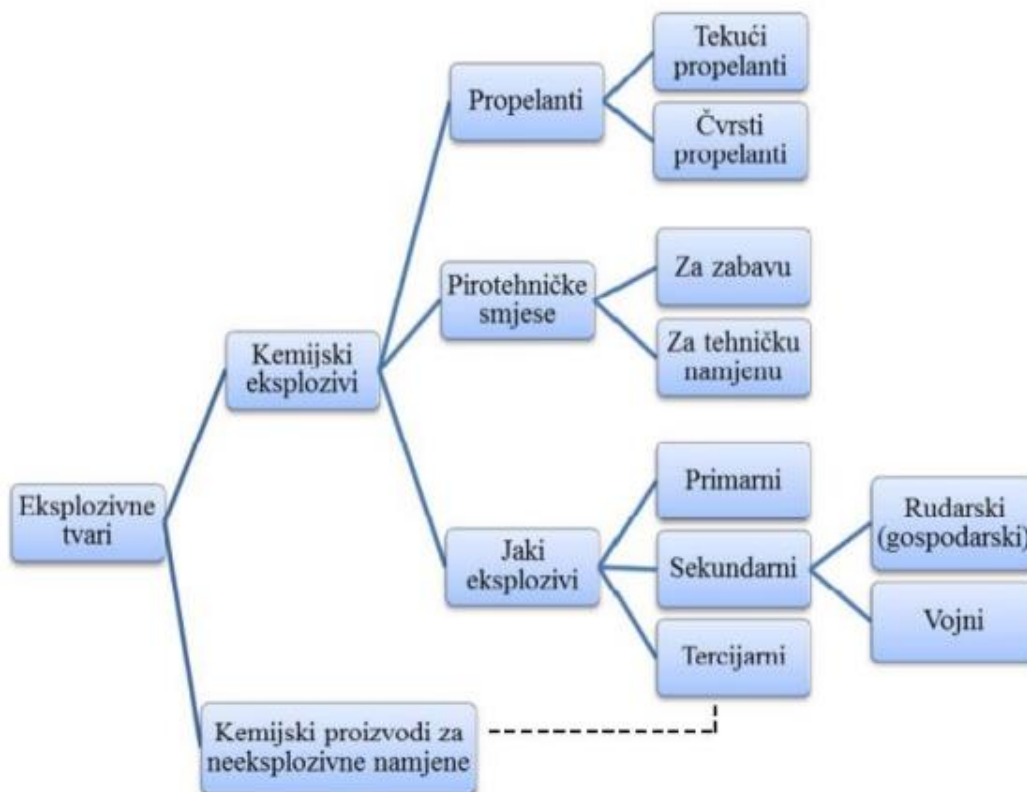 Tekući
propelanti
Propelanti
Čvrsti
propelanti
Za zabavu
Pirotehničke
smjese
Za tehničku
namjenu
Kemijski
eksplozivi
Primarni
Rudarski
(gospodarski)
Eksplozivne
tvari
Jaki
eksplozivi
Sekundarni
Vojni
Tercijarni
Kemijski proizvodi za
neeksplozivne namjene